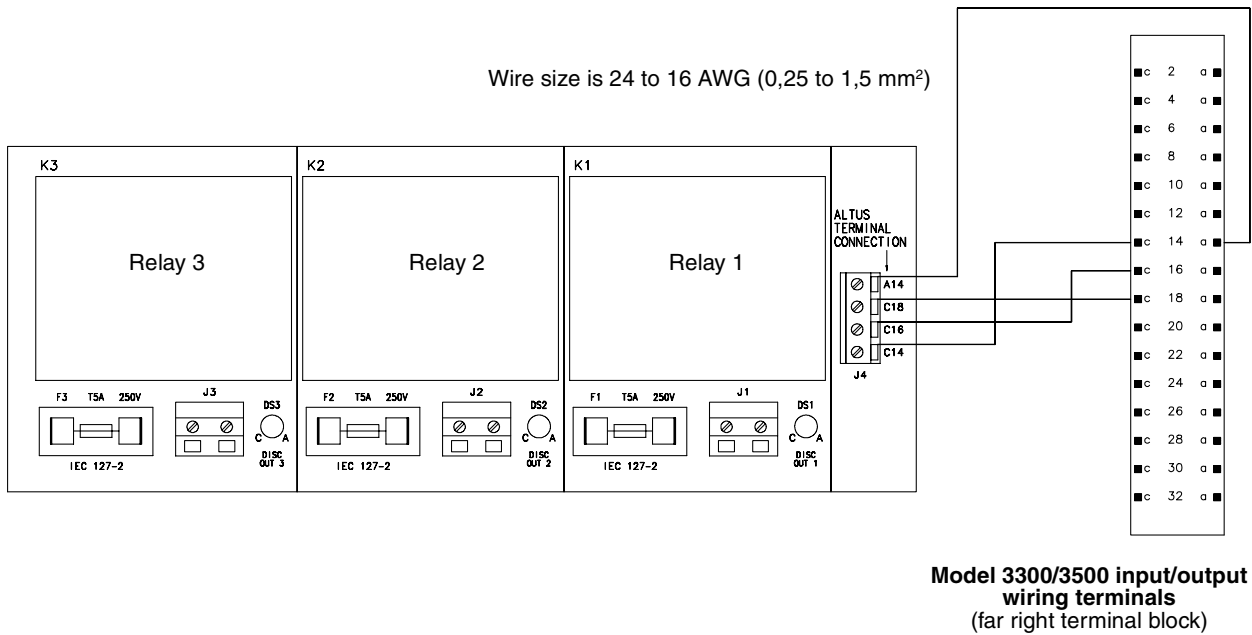 Wire size is 24 to 16 AWG (0,25 to 1,5 mm²)
K3
K2
K1
Relay 3
Relay 2
Relay 1
ALTUS
TERMINAL
CONNECTION
A14
C18
C16
C14
J4
F3 T5A 250V
IEC 127-2
J3
DS3
C A
DISC
OUT 3
F2 T5A 250V
IEC 127-2
J2
DS2
C A
DISC
OUT 2
F1 T5A 250V
IEC 127-2
J1
DS1
C A
DISC
OUT 1
c 2 a
c 4 a
c 6 a
c 8 a
c 10 a
c 12 a
c 14 a
c 16 a
c 18 a
c 20 a
c 22 a
c 24 a
c 26 a
c 28 a
c 30 a
c 32 a
Model 3300/3500 input/output
wiring terminals
(far right terminal block)